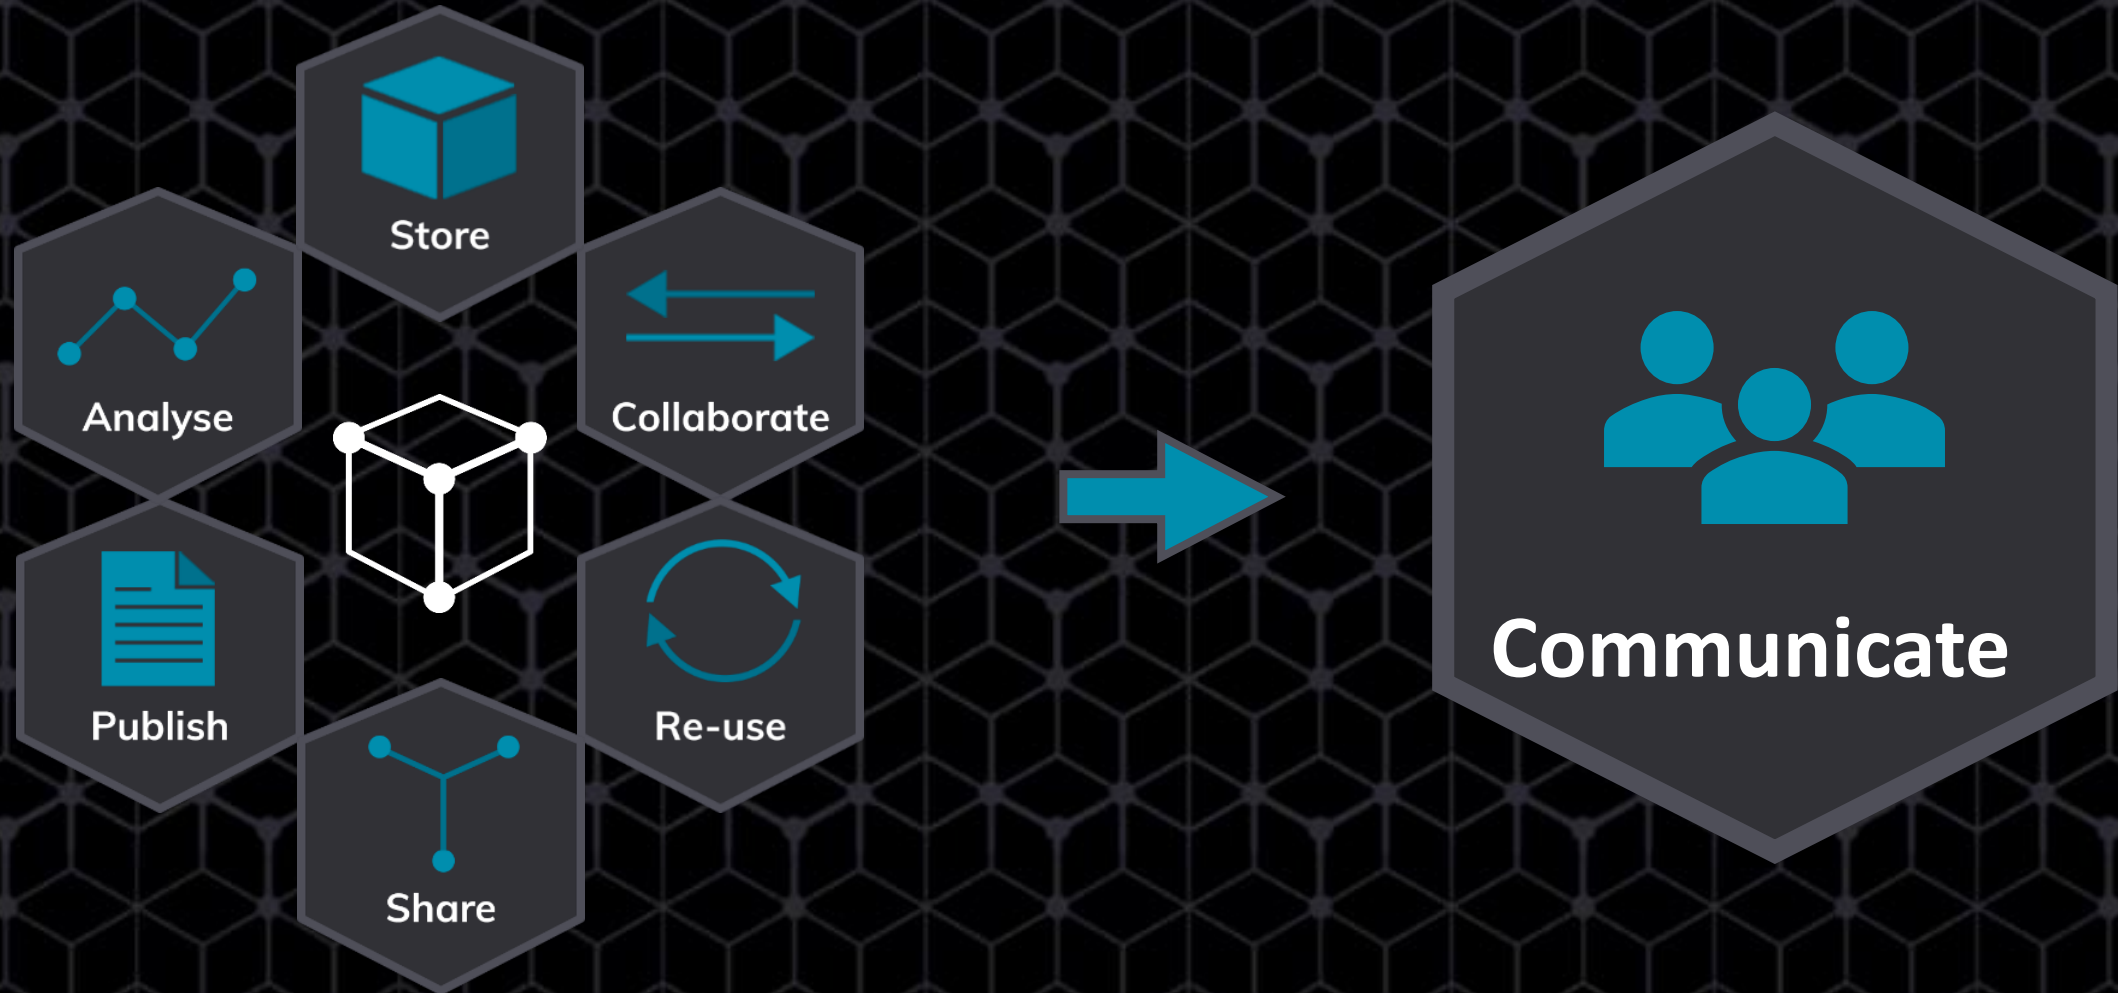 Store
Analyse
Collaborate
Publish
Re-use
Share
Communicate